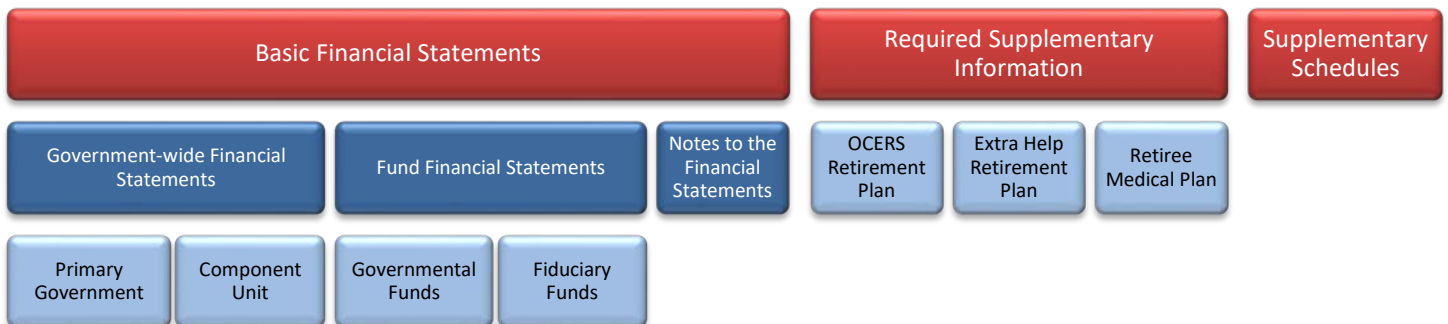 Basic Financial Statements
Required Supplementary
Information
Supplementary
Schedules
Government-wide Financial
Statements
Fund Financial Statements
Notes to the
Financial
Statements
OCERS
Retirement
Plan
Extra Help
Retirement
Plan
Retiree
Medical Plan
Primary
Government
Component
Unit
Governmental
Funds
Fiduciary
Funds